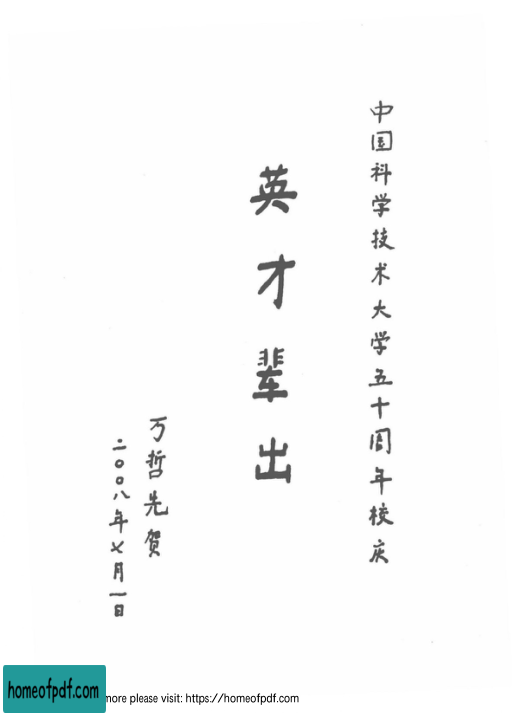 中国科学技术大学五十周年校庆
英才辈出
万哲先贺
二〇〇八年七月一日
homeofpdf.com
more please visit: https://homeofpdf.com